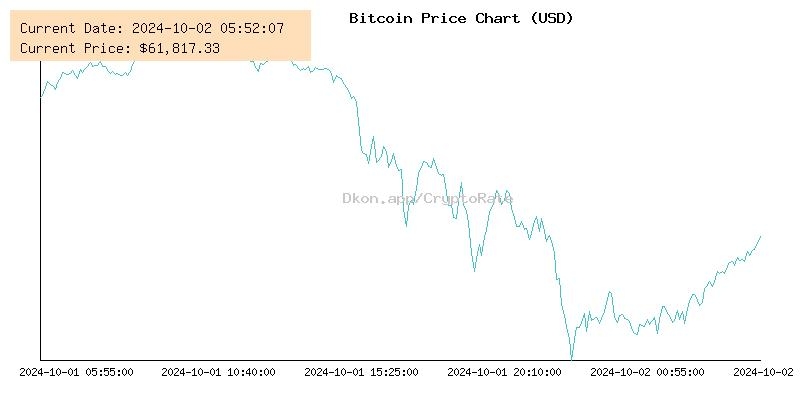 Bitcoin Price Chart (USD)
Current Date: 2024-10-02 05:52:07
Current Price: $61,817.33
Dkon.app/CryptoRate
2024-10-01 05:55:00 2024-10-01 10:40:00 2024-10-01 15:25:00 2024-10-01 20:10:00 2024-10-02 00:55:00 2024-10-02